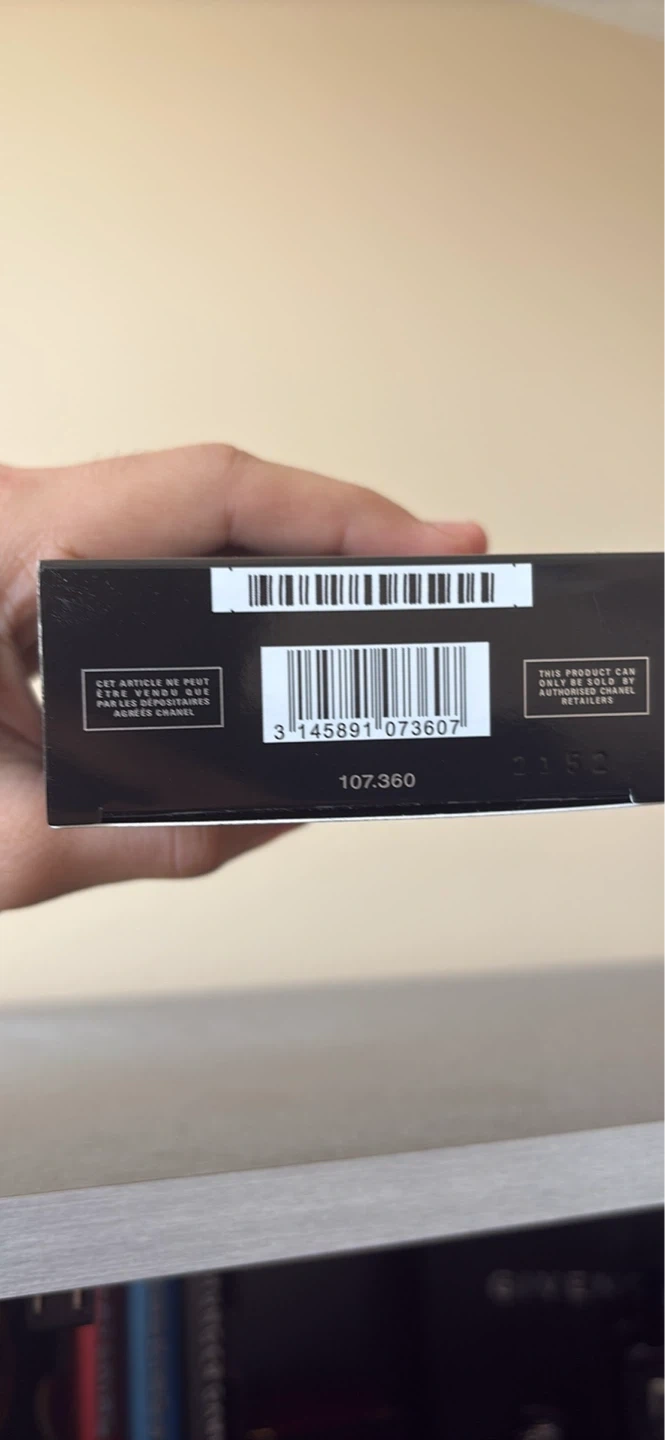 CET ARTICLE NE PEUT
ÊTRE VENDU QUE
PAR LES DÉPOSITAIRES
AGRÉÉS CHANEL
3 145891 073607
107.360
THIS PRODUCT CAN
ONLY BE SOLD BY
AUTHORISED CHANEL
RETAILERS